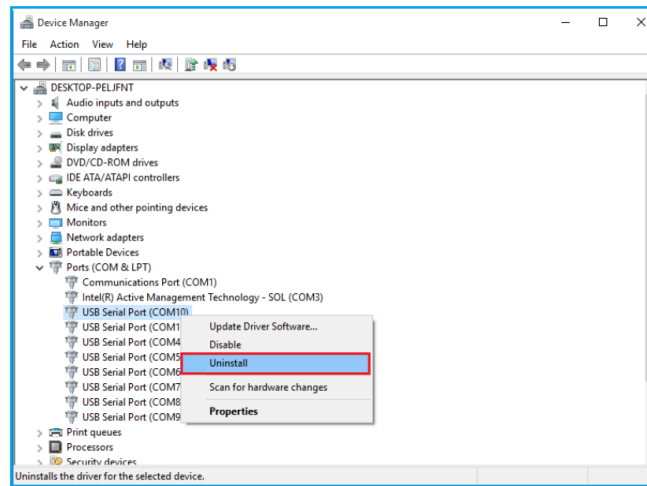 Device Manager
File Action View Help
DESKTOP-PELJFNT
Audio inputs and outputs
Computer
Disk drives
Display adapters
DVD/CD-ROM drives
IDE ATA/ATAPI controllers
Keyboards
Mice and other pointing devices
Monitors
Network adapters
Portable Devices
Ports (COM & LPT)
Communications Port (COM1)
Intel(R) Active Management Technology - SOL (COM3)
USB Serial Port (COM10)
USB Serial Port (COM1
USB Serial Port (COM4
USB Serial Port (COM5
USB Serial Port (COM6
USB Serial Port (COM7
USB Serial Port (COM8
USB Serial Port (COM9
Update Driver Software...
Disable
Uninstall
Scan for hardware changes
Properties
Print queues
Processors
Security devices
Uninstalls the driver for the selected device.